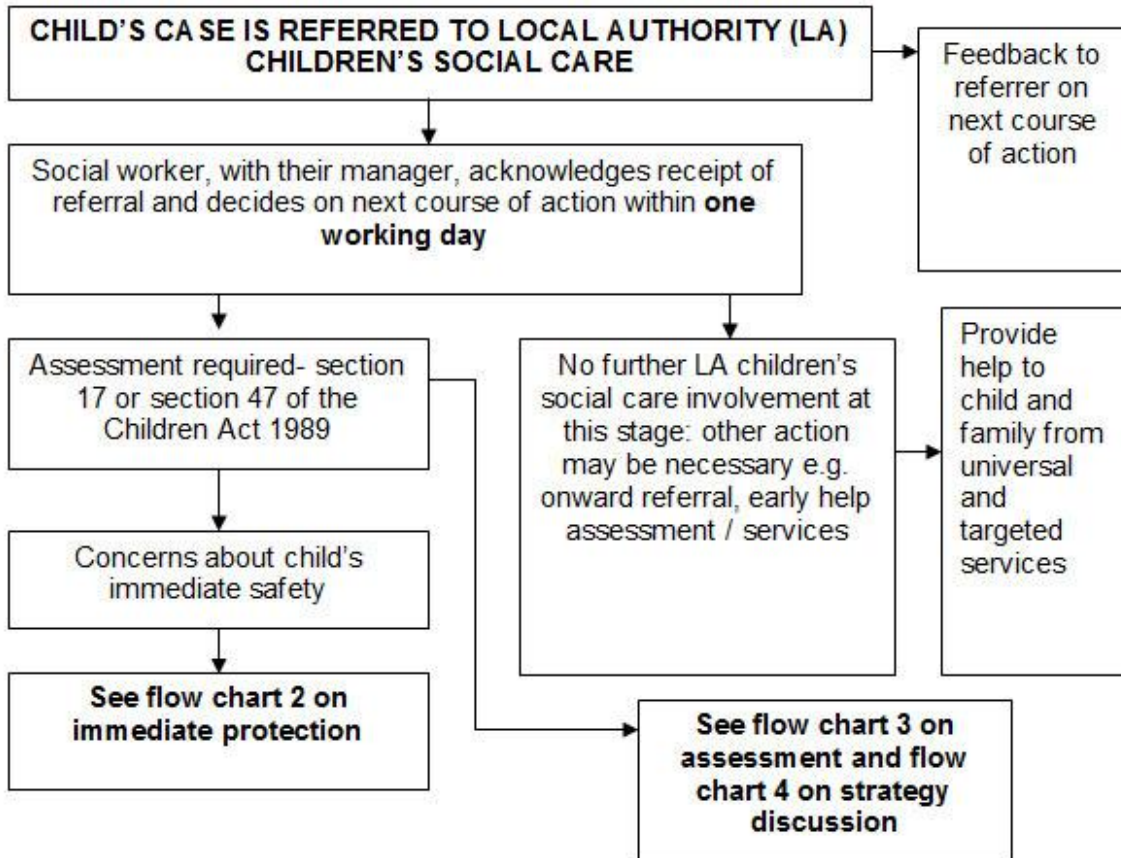 CHILD'S CASE IS REFERRED TO LOCAL AUTHORITY (LA)
CHILDREN'S SOCIAL CARE
Feedback to
referrer on
next course
of action
Social worker, with their manager, acknowledges receipt of
referral and decides on next course of action within one
working day
Assessment required- section
17 or section 47 of the
Children Act 1989
No further LA children's
social care involvement at
this stage: other action
may be necessary e.g.
onward referral, early help
assessment / services
Provide
help to
child and
family from
universal
and
targeted
services
Concerns about child's
immediate safety
See flow chart 2 on
immediate protection
See flow chart 3 on
assessment and flow
chart 4 on strategy
discussion